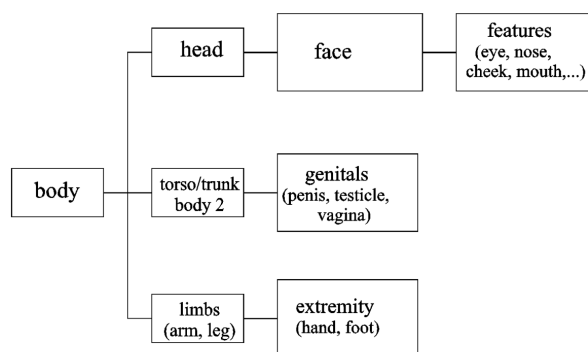 head
face
features
(eye, nose,
cheek, mouth,...)
body
torso/trunk
body 2
genitals
(penis, testicle,
vagina)
limbs
(arm, leg)
extremity
(hand, foot)